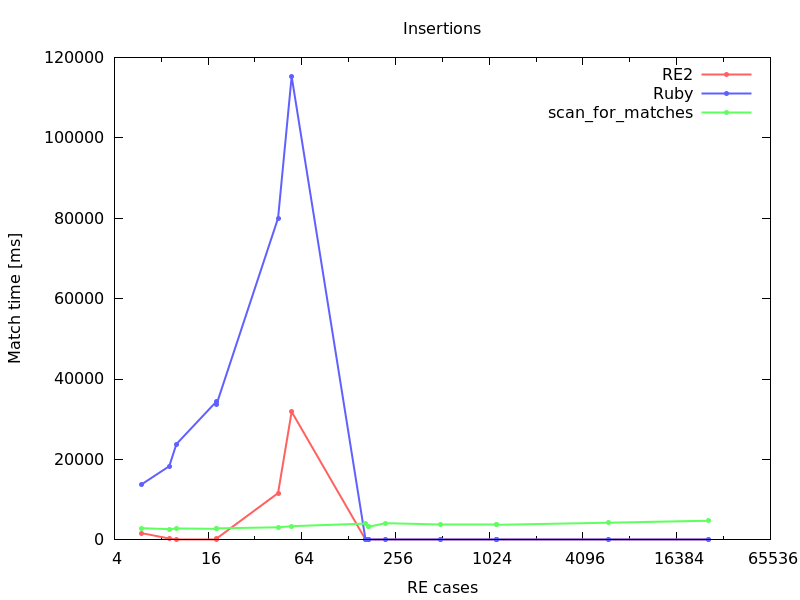 Insertions
120000
100000
80000
60000
40000
20000
0
Match time [ms]
RE2
Ruby
scan_for_matches
4 16 64 256 1024 4096 16384 65536
RE cases